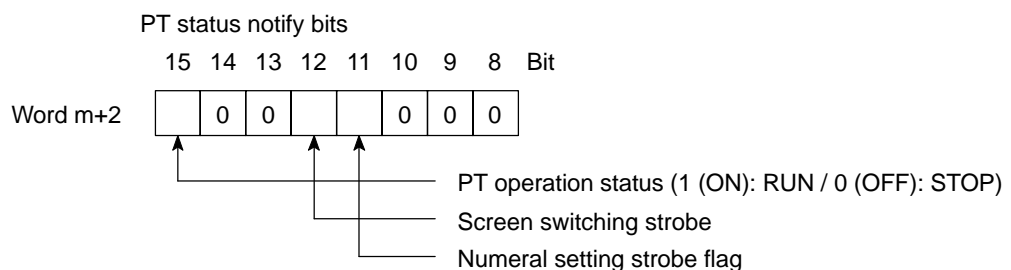 PT status notify bits
15 14 13 12 11 10 9 8 Bit
Word m+2 0 0 0 0 0
PT operation status (1 (ON): RUN / 0 (OFF): STOP)
Screen switching strobe
Numeral setting strobe flag